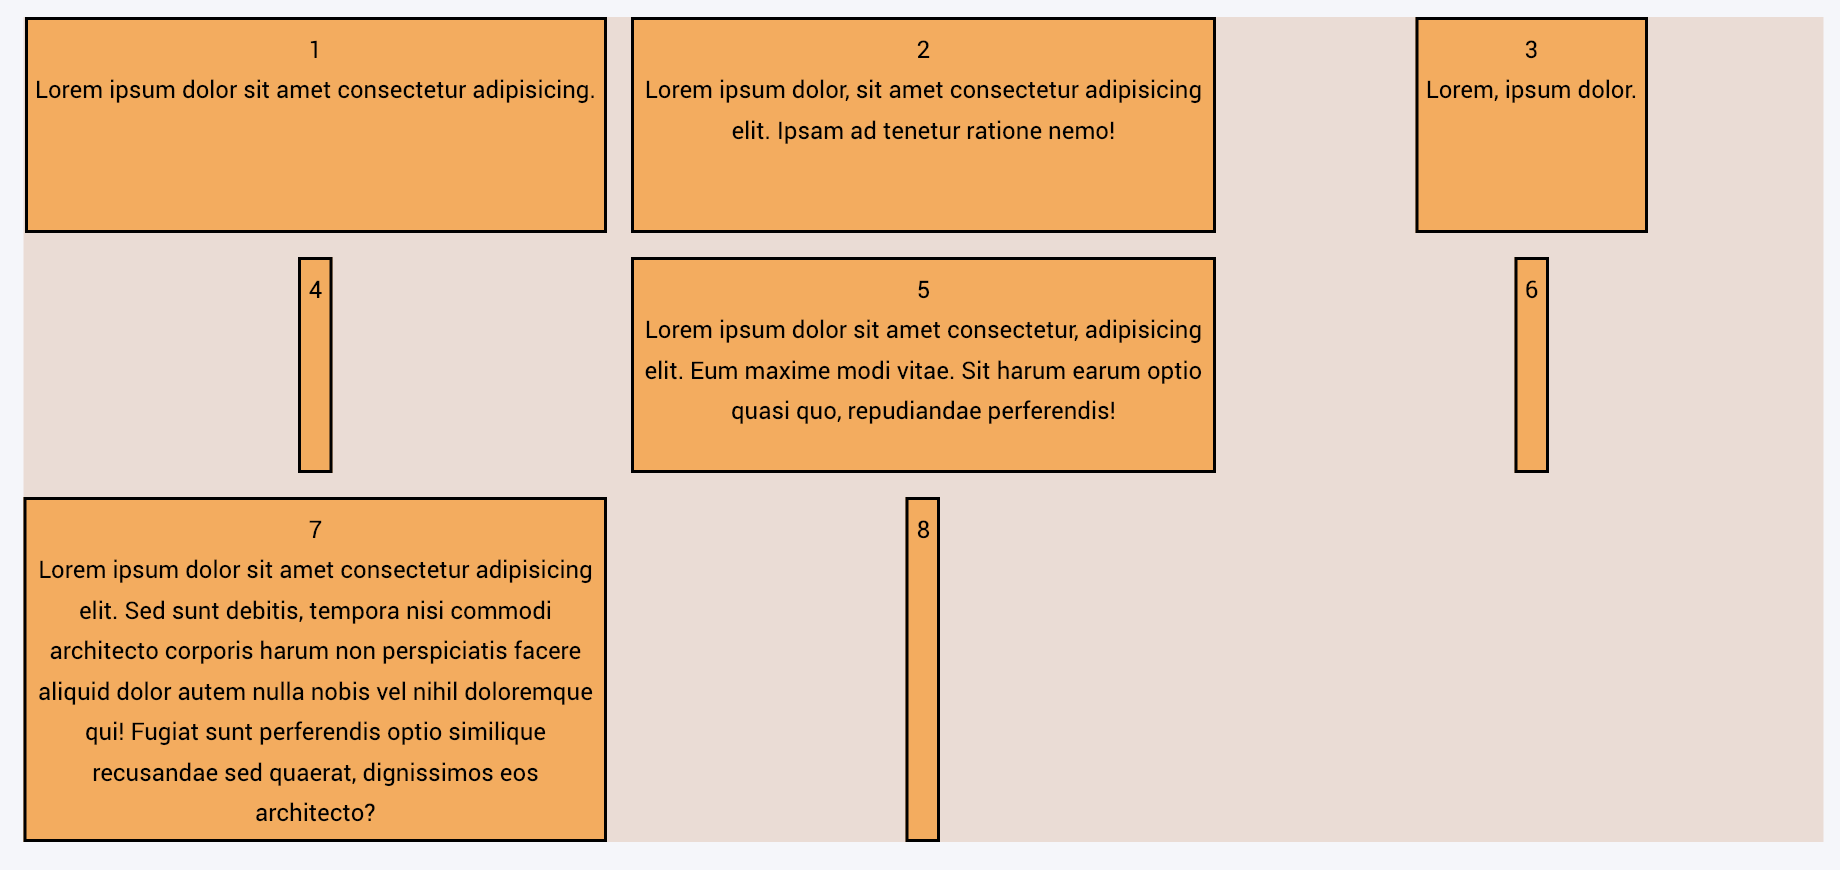 1
Lorem ipsum dolor sit amet consectetur adipisicing.
2
Lorem ipsum dolor, sit amet consectetur adipisicing
elit. Ipsam ad tenetur ratione nemo!
3
Lorem, ipsum dolor.
4
5
Lorem ipsum dolor sit amet consectetur, adipisicing
elit. Eum maxime modi vitae. Sit harum earum optio
quasi quo, repudiandae perferendis!
6
7
Lorem ipsum dolor sit amet consectetur adipisicing
elit. Sed sunt debitis, tempora nisi commodi
architecto corporis harum non perspiciatis facere
aliquid dolor autem nulla nobis vel nihil doloremque
qui! Fugiat sunt perferendis optio similique
recusandae sed quaerat, dignissimos eos
architecto?
8